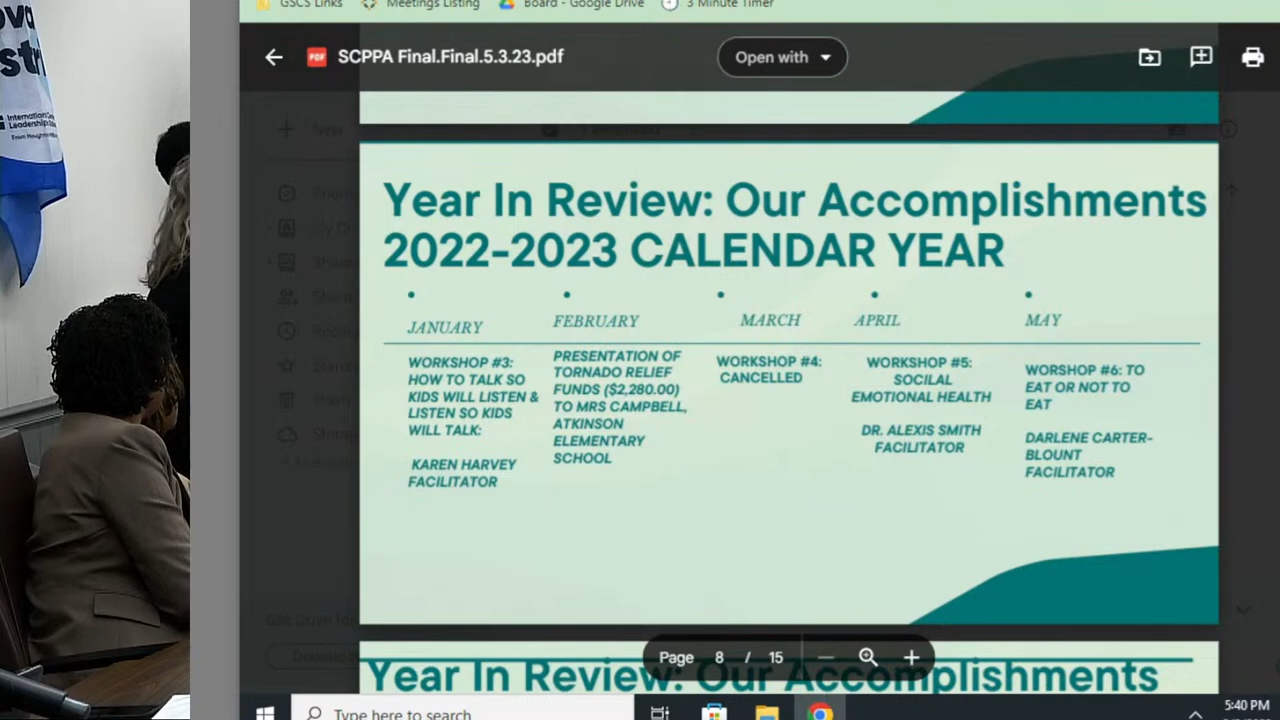 GSCS Links
Meetings Listing
Board - Google Drive
3 Minute Timer
SCPPA Final.Final.5.3.23.pdf
Open with
Year In Review: Our Accomplishments
2022-2023 CALENDAR YEAR
JANUARY
WORKSHOP #3:
HOW TO TALK SO
KIDS WILL LISTEN &
LISTEN SO KIDS
WILL TALK:
KAREN HARVEY
FACILITATOR
FEBRUARY
PRESENTATION OF
TORNADO RELIEF
FUNDS ($2,280.00)
TO MRS CAMPBELL,
ATKINSON
ELEMENTARY
SCHOOL
MARCH
WORKSHOP #4:
CANCELLED
APRIL
WORKSHOP #5:
SOCILAL
EMOTIONAL HEALTH
DR. ALEXIS SMITH
FACILITATOR
MAY
WORSHOP #6: TO
EAT OR NOT TO
EAT
DARLENE CARTER-
BLOUNT
FACILITATOR
Page 8 / 15
Year In Review: Our Accomplishments
Type here to search
5:40 PM